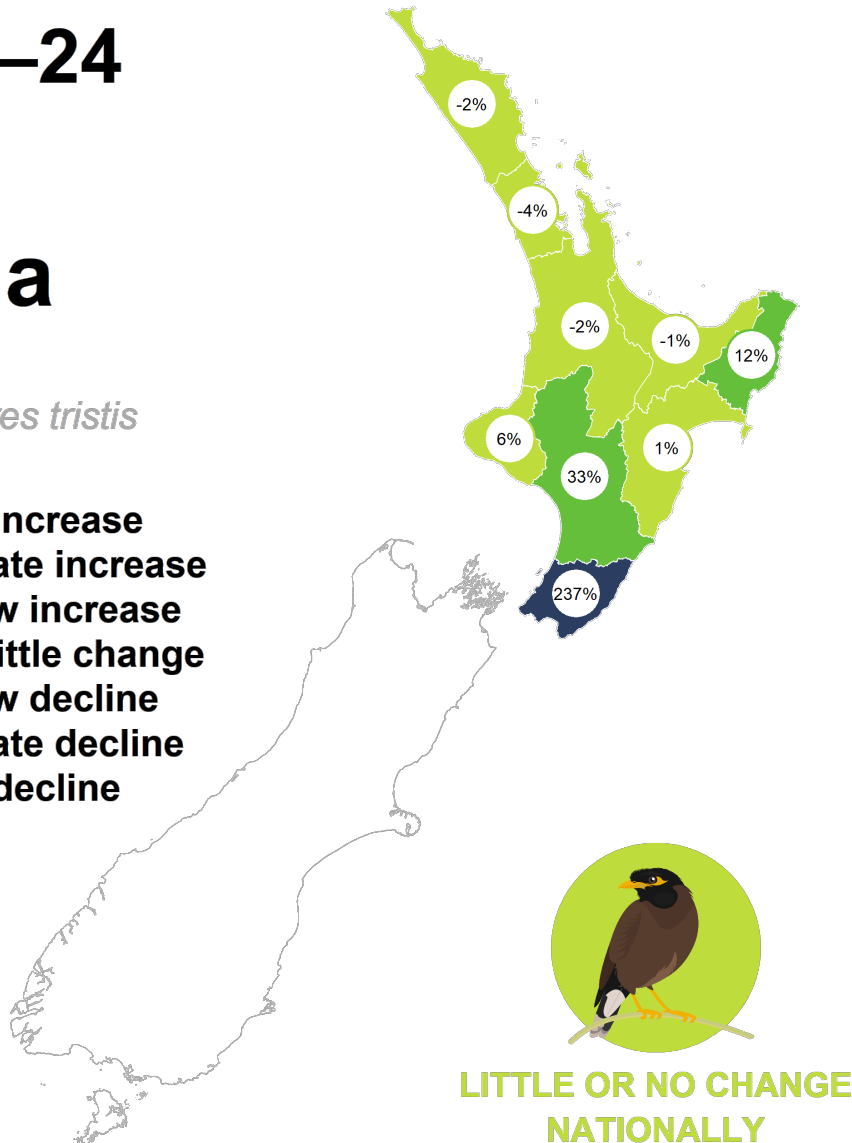 –24
a
es tristis
ncrease
ate increase
w increase
ittle change
w decline
ate decline
decline
-2%
-4%
-2%
-1%
12%
6%
1%
33%
237%
LITTLE OR NO CHANGE
NATIONALLY